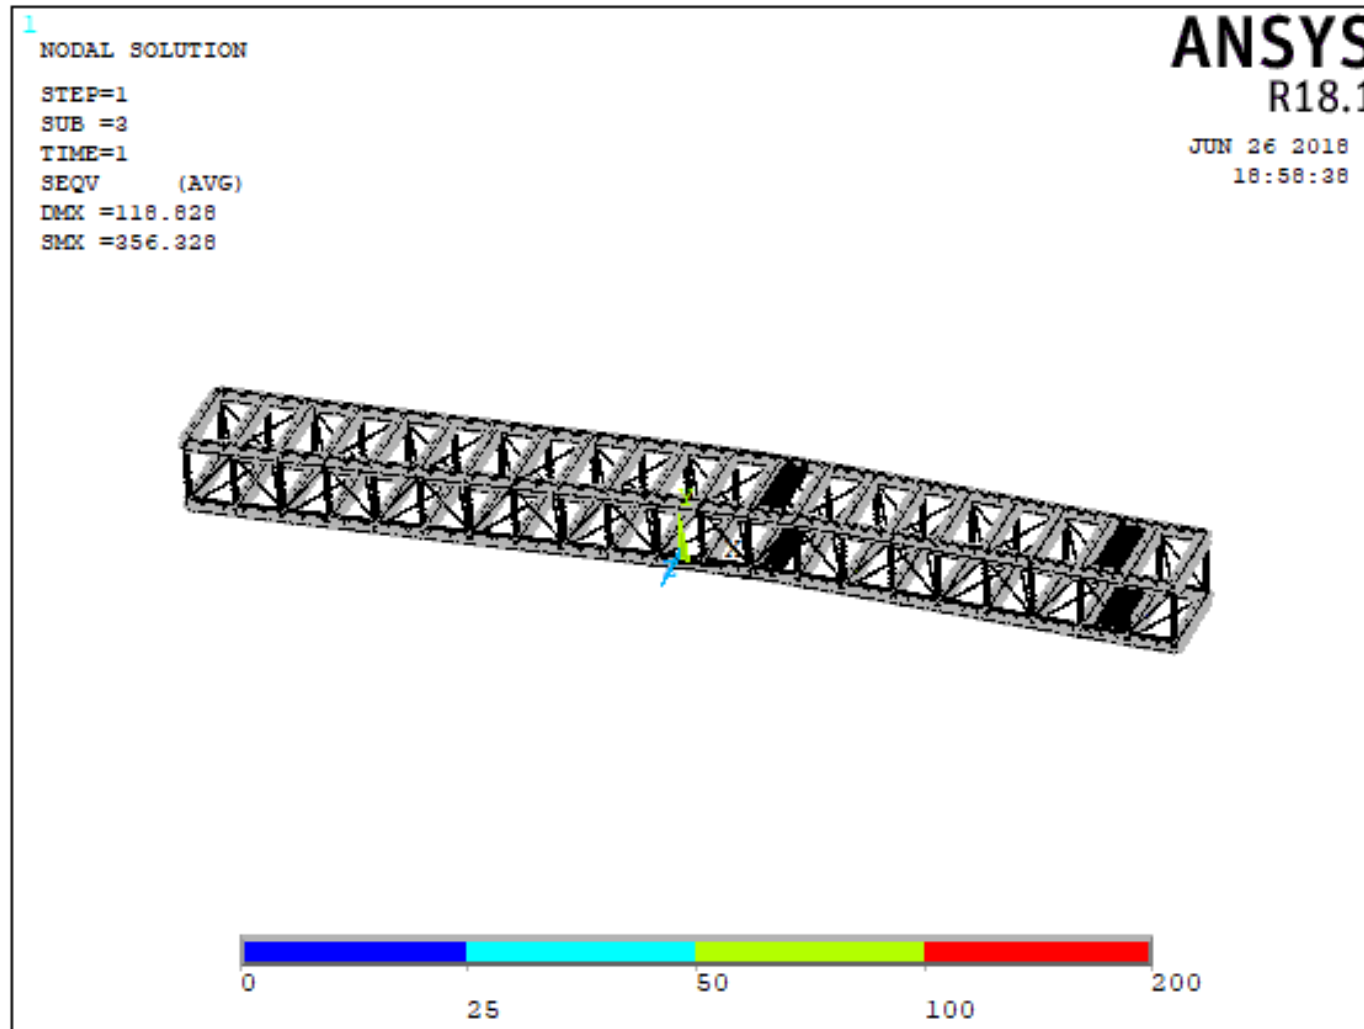 1
NODAL SOLUTION
STEP=1
SUB =3
TIME=1
SEQV (AVG)
DMX =118.828
SMX =356.328
ANSYS
R18.1
JUN 26 2018
18:58:38
Y
Z
0
25
50
100
200